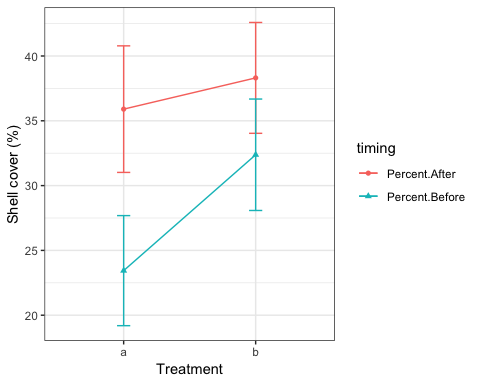 40
35
30
25
20
Shell cover (%)
a b
Treatment
timing
Percent.After
Percent.Before